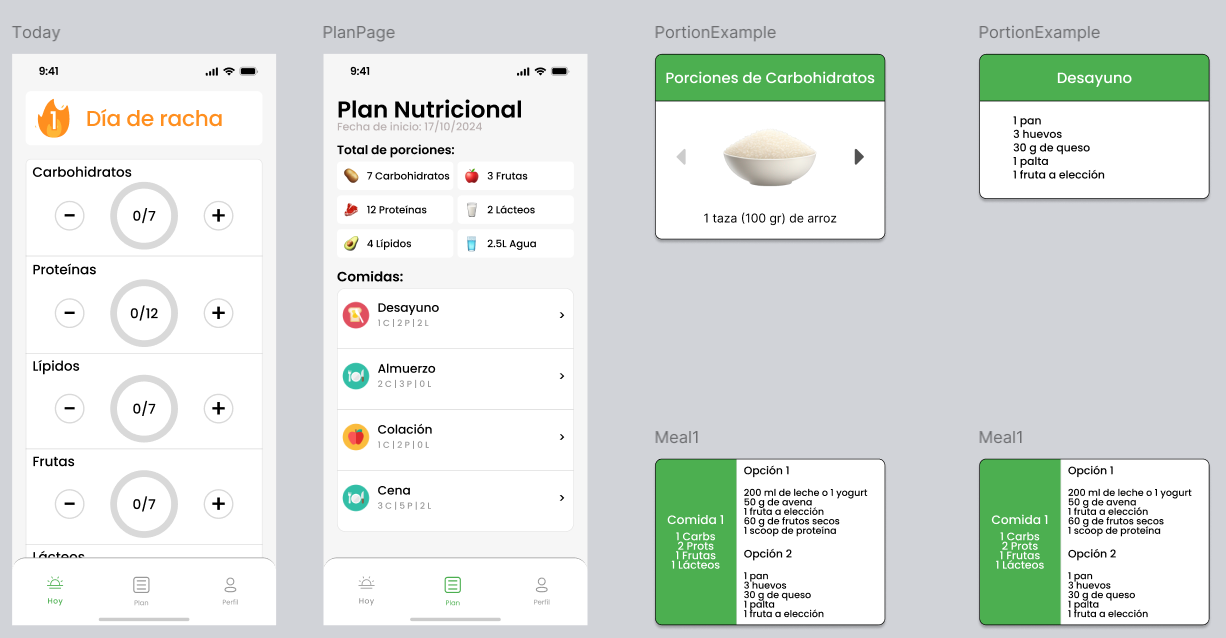 Today
9:41
1
Día de racha
Carbohidratos
− 0/7 +
Proteínas
− 0/12 +
Lípidos
− 0/7 +
Frutas
− 0/7 +
Lácteos
Hoy
Plan
Perfil
PlanPage
9:41
Plan Nutricional
Fecha de inicio: 17/10/2024
Total de porciones:
7 Carbohidratos
3 Frutas
12 Proteínas
2 Lácteos
4 Lípidos
2.5L Agua
Comidas:
Desayuno
1 C | 2 P | 2 L
Almuerzo
2 C | 3 P | 0 L
Colación
1 C | 2 P | 0 L
Cena
3 C | 5 P | 2 L
Hoy
Plan
Perfil
PortionExample
Porciones de Carbohidratos
1 taza (100 gr) de arroz
PortionExample
Desayuno
1 pan
3 huevos
30 g de queso
1 palta
1 fruta a elección
Meal1
Comida 1
1 Carbs
2 Prots
1 Frutas
1 Lácteos
Opción 1
200 ml de leche o 1 yogurt
50 g de avena
1 fruta a elección
60 g de frutos secos
1 scoop de proteína
Opción 2
1 pan
3 huevos
30 g de queso
1 palta
1 fruta a elección
Meal1
Comida 1
1 Carbs
2 Prots
1 Frutas
1 Lácteos
Opción 1
200 ml de leche o 1 yogurt
50 g de avena
1 fruta a elección
60 g de frutos secos
1 scoop de proteína
Opción 2
1 pan
3 huevos
30 g de queso
1 palta
1 fruta a elección